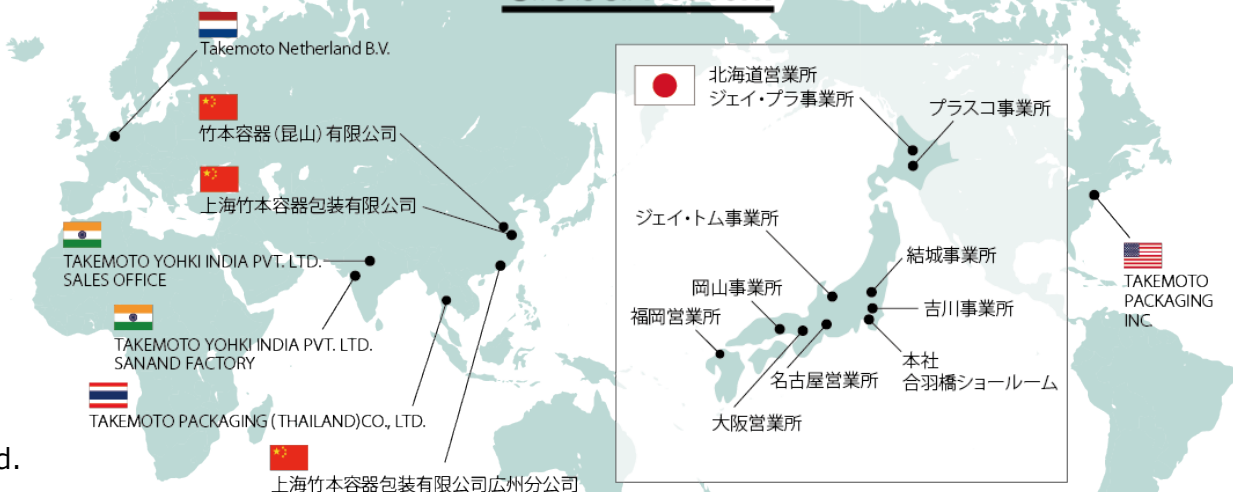 Takemoto Netherland B.V.
竹本容器（昆山）有限公司
上海竹本容器包装有限公司
TAKEMOTO YOHKI INDIA PVT. LTD.
SALES OFFICE
TAKEMOTO YOHKI INDIA PVT. LTD.
SANAND FACTORY
TAKEMOTO PACKAGING (THAILAND)CO., LTD.
d.
上海竹本容器包装有限公司広州分公司
北海道営業所
ジェイ・プラ事業所
プラスコ事業所
ジェイ・トム事業所
結城事業所
岡山事業所
吉川事業所
福岡営業所
本社
合羽橋ショールーム
名古屋営業所
大阪営業所
TAKEMOTO
PACKAGING
INC.